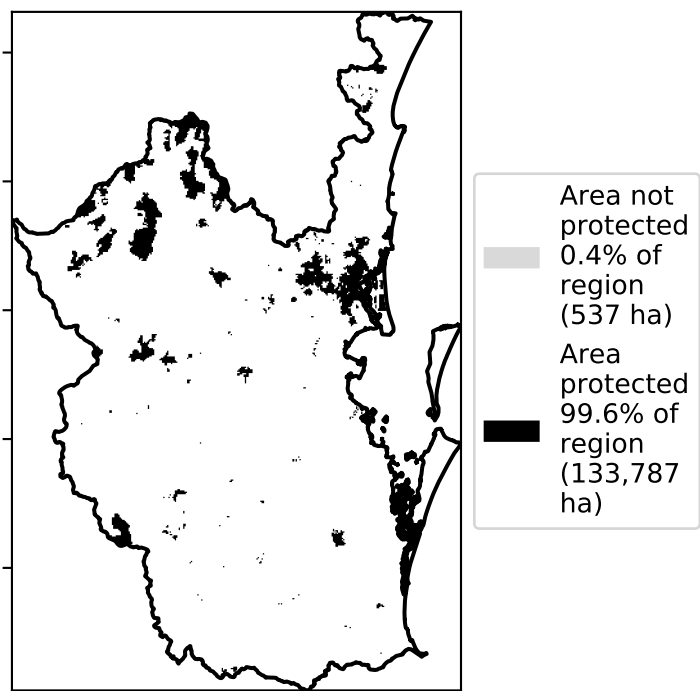 Area not
protected
0.4% of
region
(537 ha)
Area
protected
99.6% of
region
(133,787
ha)